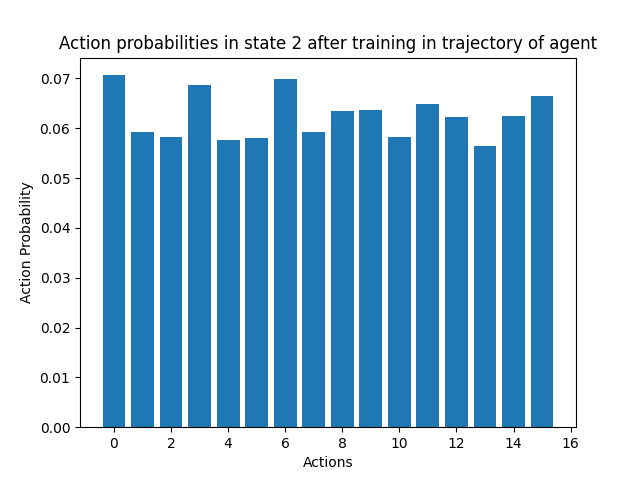 Action probabilities in state 2 after training in trajectory of agent
0.07
0.06
0.05
0.04
0.03
0.02
0.01
0.00
Action Probability
0 2 4 6 8 10 12 14 16
Actions